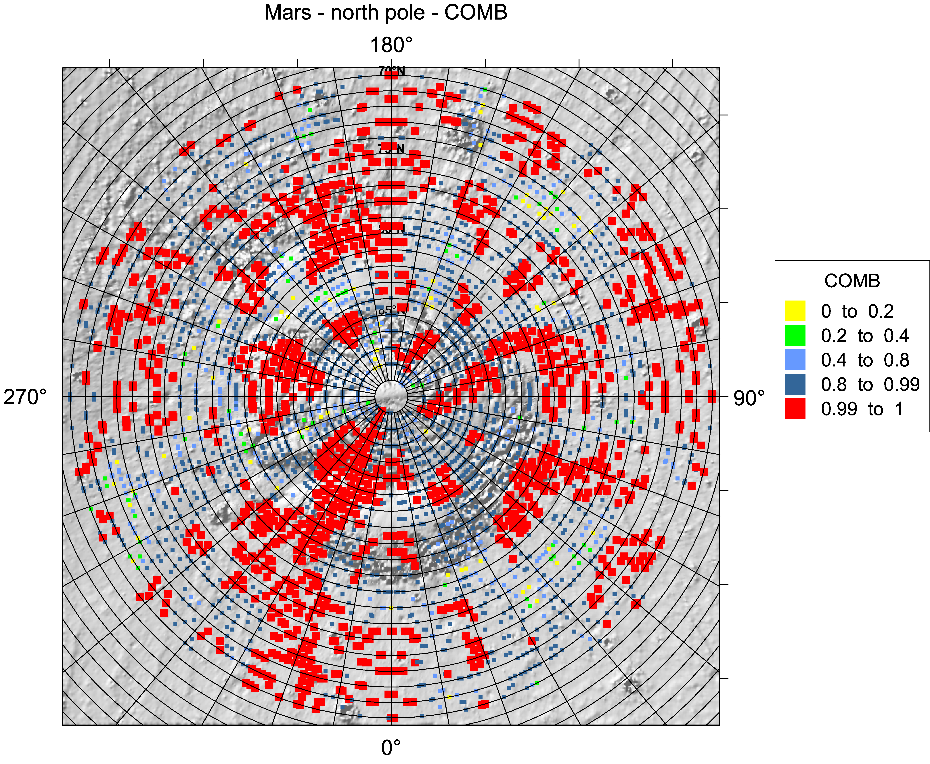 Mars - north pole - COMB
180°
70°N
270°
90°
0°
COMB
0 to 0.2
0.2 to 0.4
0.4 to 0.8
0.8 to 0.99
0.99 to 1